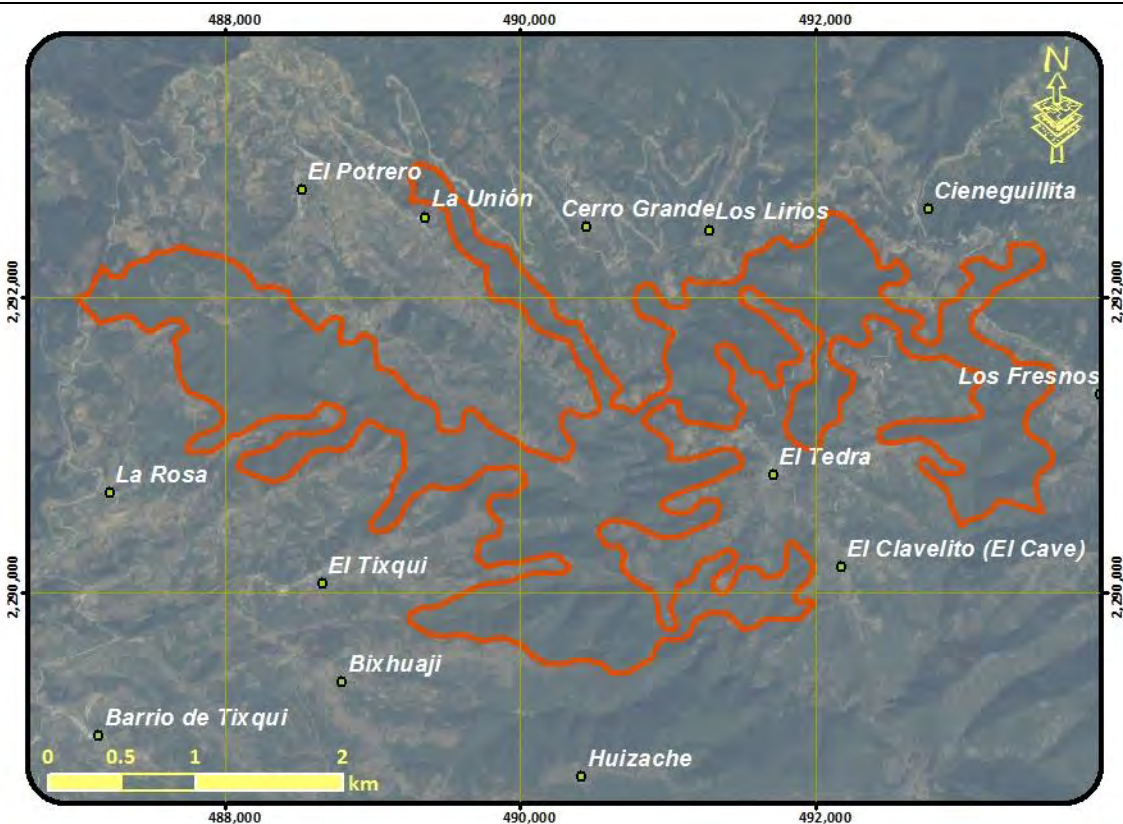 488,000 490,000 492,000
N
El Potrero
La Unión
Cieneguillita
Cerro Grande
Los Lirios
2,292,000
2,292,000
Los Fresnos
El Tedra
La Rosa
El Clavelito (El Cave)
El Tixqui
2,290,000
2,290,000
Bixhuaji
Barrio de Tixqui
Huizache
0 0.5 1 2
km
488,000 490,000 492,000